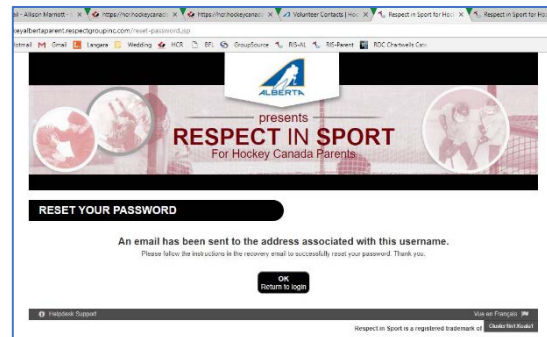 https://hcr.hockeycanad
https://hcr.hockeycanad
Volunteer Contacts | Hoc
Respect in Sport for Hoc
Respect in Sport for Ho
eyalbertaparent.respectgroupinc.com/reset-password.jsp
Hotmail Gmail Langara Wedding HCR BFL GroupSource RIS-AL RIS-Parent
ALBERTA
presents
RESPECT IN SPORT
For Hockey Canada Parents
RESET YOUR PASSWORD
An email has been sent to the address associated with this username.
Please follow the instructions in the recovery email to successfully reset your password. Thank you.
OK
Return to login
Helpdesk Support
Vue en Français
Respect in Sport is a registered trademark of